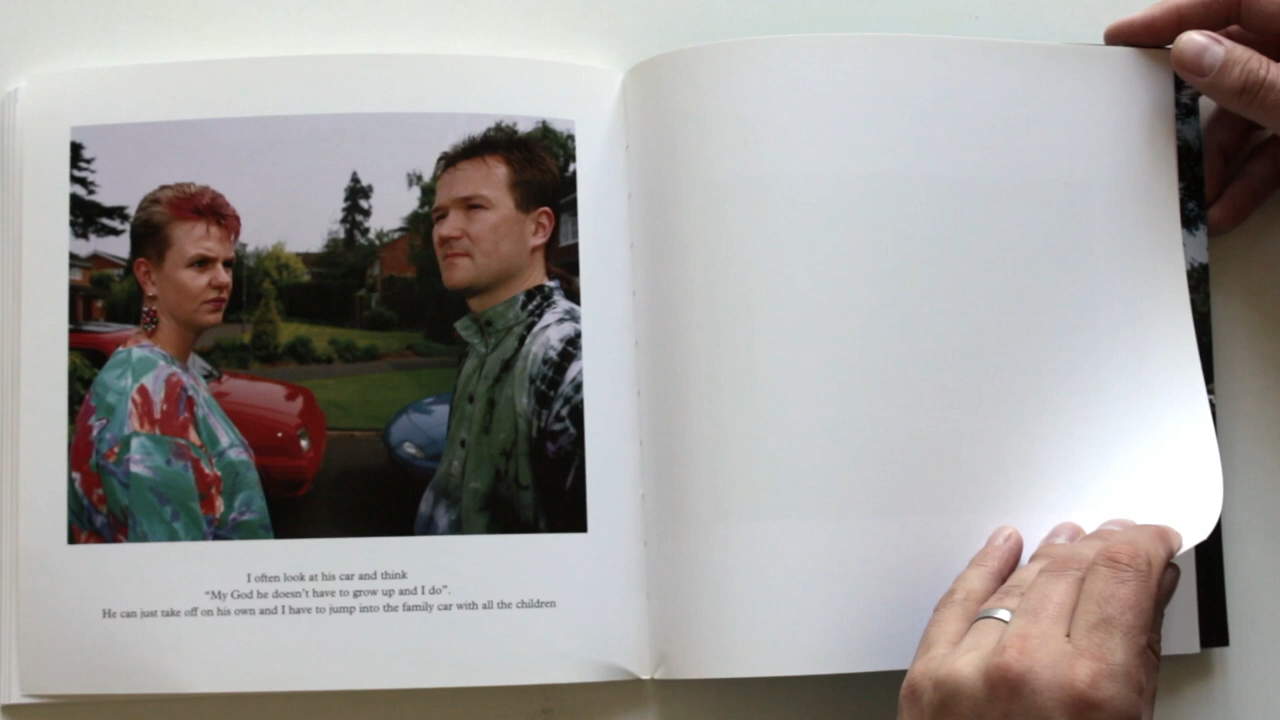 I often look at his car and think
“My God he doesn’t have to grow up and I do”.
He can just take off on his own and I have to jump into the family car with all the children